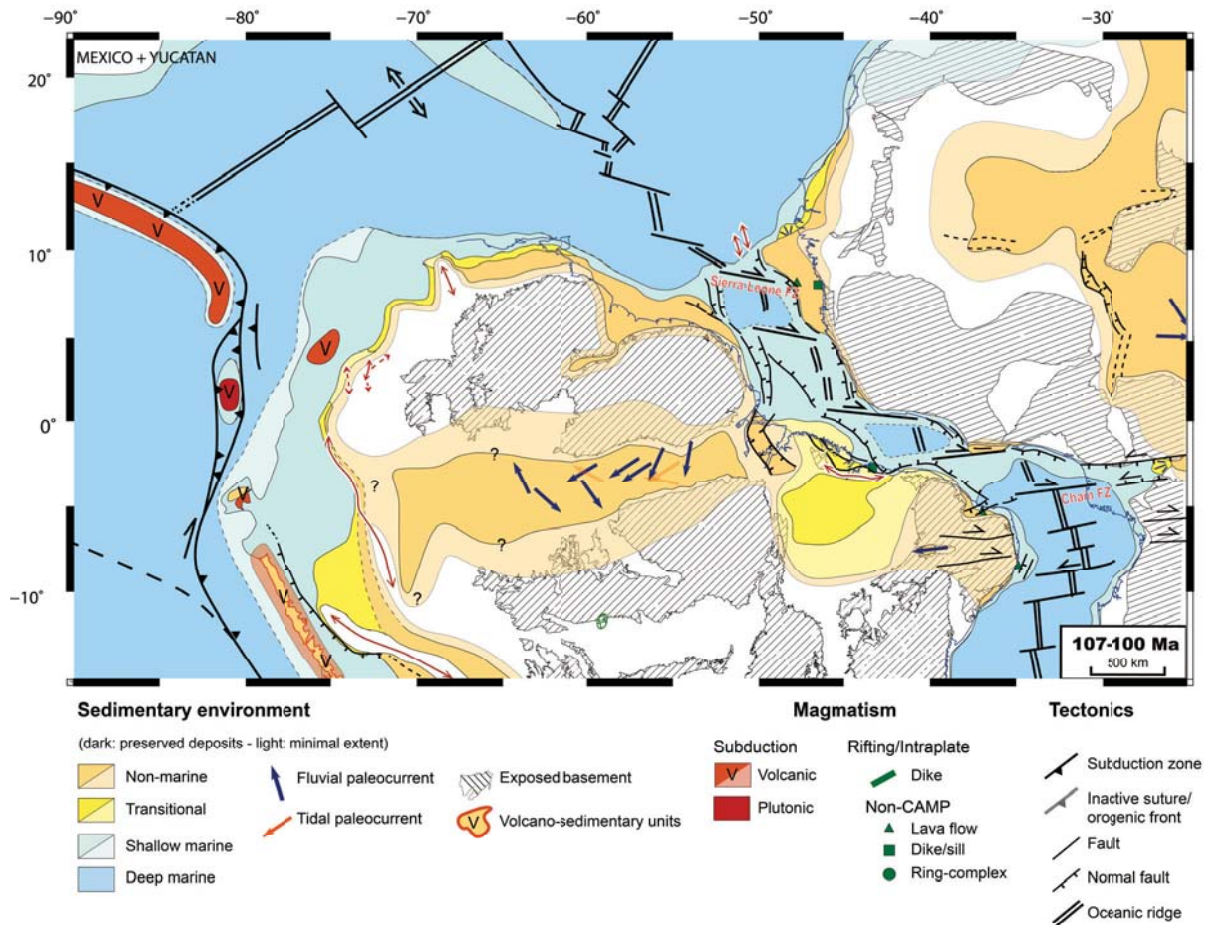 −90° −80° −70° −60° −50° −40° −30°
MEXICO + YUCATAN
20°
10°
0°
−10°
V
V
V
V
V
V
V
V
Sierra Leone FZ
Cham FZ
?
?
?
?
107-100 Ma
500 km
Sedimentary environment
(dark: preserved deposits - light: minimal extent)
Non-marine
Transitional
Shallow marine
Deep marine
Fluvial paleocurrent
Tidal paleocurrent
Exposed basement
V Volcano-sedimentary units
Magmatism
Subduction
V Volcanic
Plutonic
Rifting/Intraplate
Dike
Non-CAMP
Lava flow
Dike/sill
Ring-complex
Tectonics
Subduction zone
Inactive suture/
orogenic front
Fault
Normal fault
Oceanic ridge